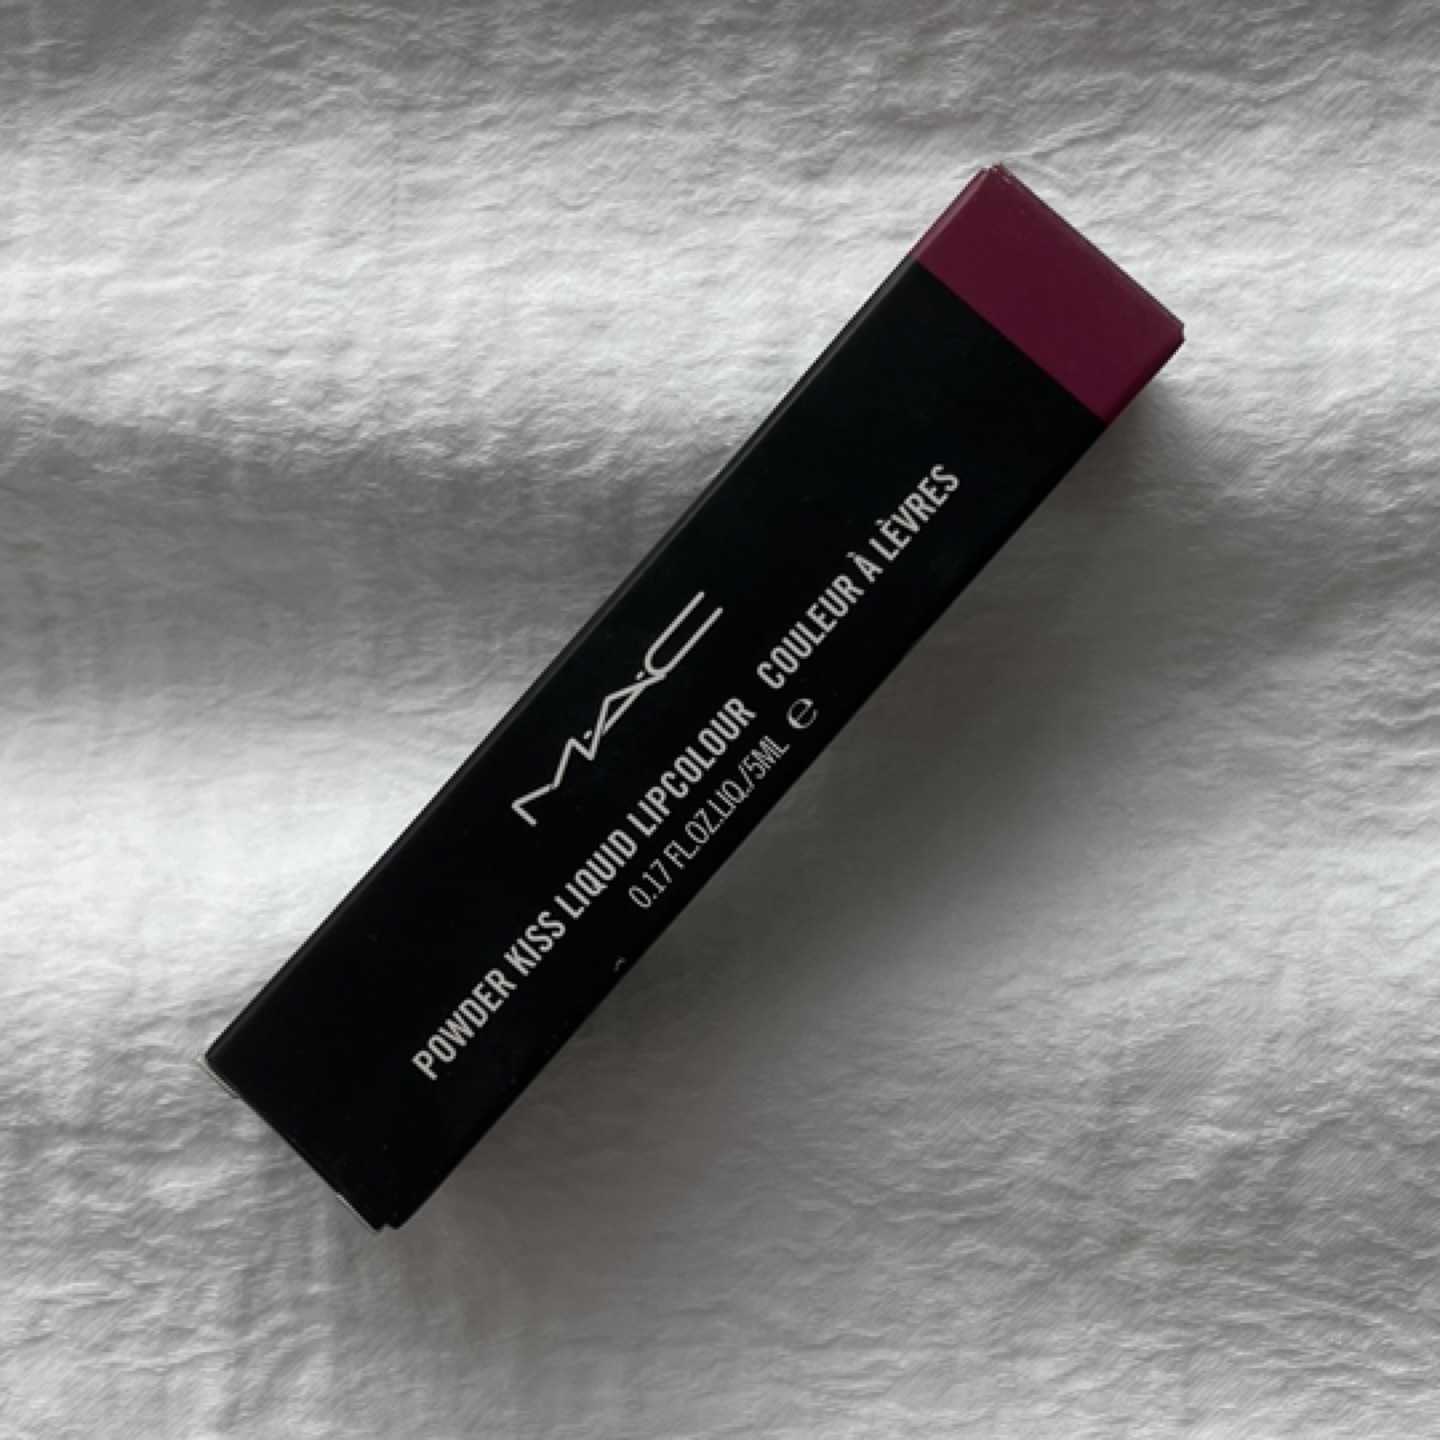 M·A·C
POWDER KISS LIQUID LIPCOLOUR COULEUR À LÈVRES
0.17 FL.OZ.LIQ./5ML ℮